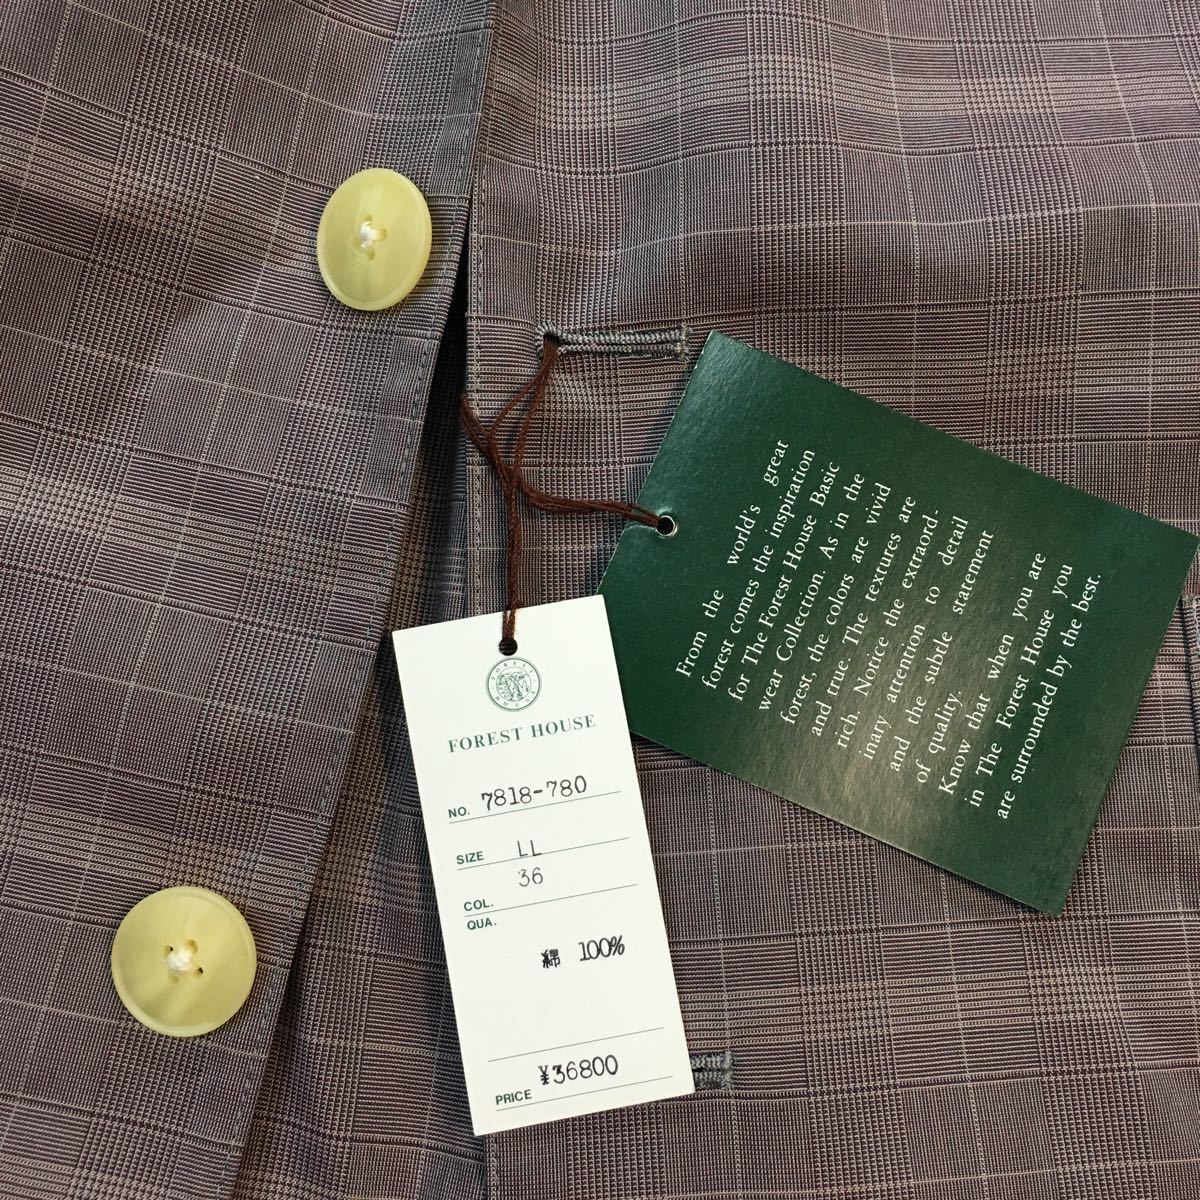 FOREST HOUSE
FOREST HOUSE
NO. 7818-780
SIZE LL
36
COL.
QUA.
綿 100%
PRICE ¥36800
From the world's great
forest comes the inspiration
for The Forest House Basic
wear Collection. As in the
forest, the colors are vivid
and true. The textures are
rich. Notice the extraord.
inary attention to detail
and the subtle statement
of quality.
Know that when you are
in The Forest House you
are surrounded by the best.